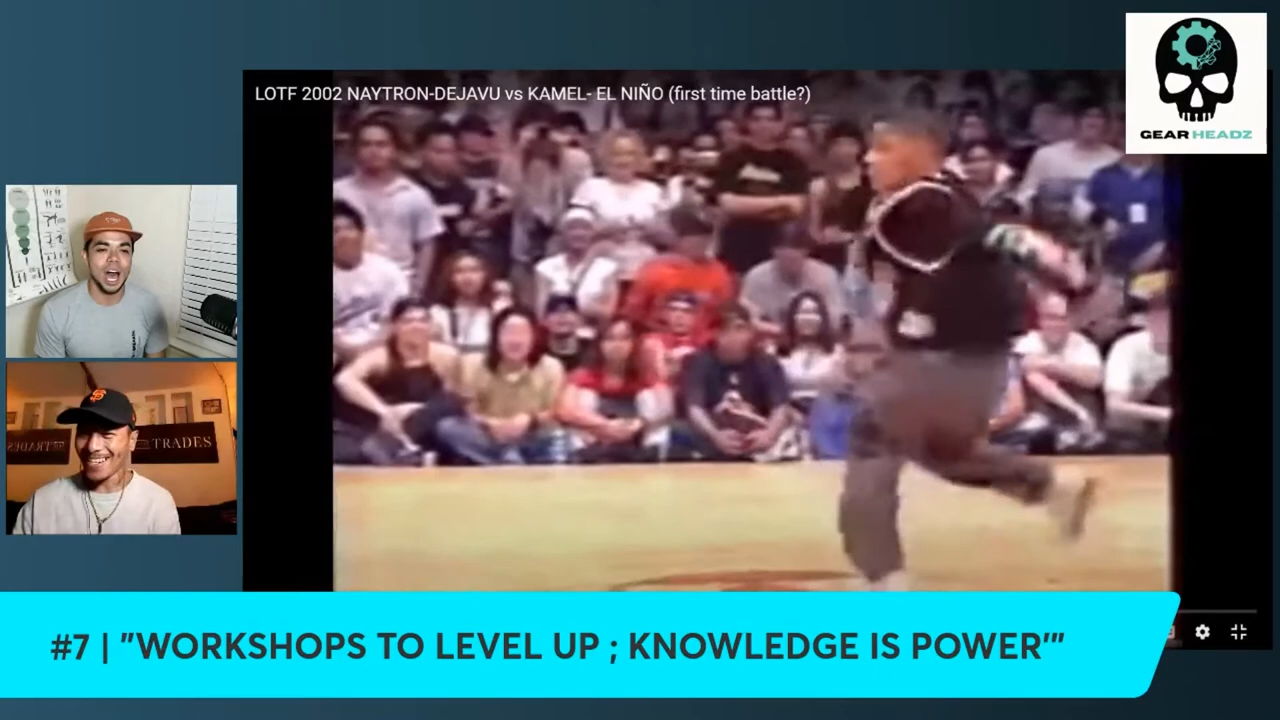 LOTF 2002 NAYTRON-DEJAVU vs KAMEL- EL NIÑO (first time battle?)
GEAR HEADZ
TRADES
#7 | "WORKSHOPS TO LEVEL UP ; KNOWLEDGE IS POWER'"